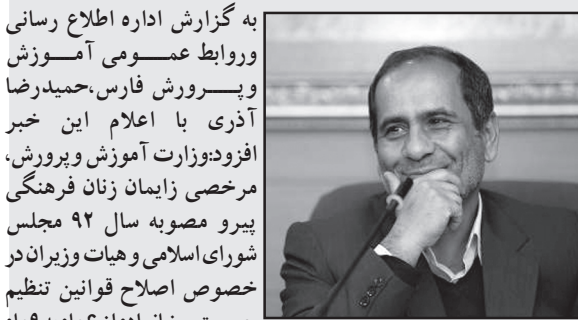 به گزارش اداره اطلاع رسانی
وروابط عمومی آموزش
وپرورش فارس،حمیدرضا
آذری با اعلام این خبر
افزود:وزارت آموزش وپرورش،
مرخصی زایمان زنان فرهنگی
پیرو مصوبه سال ۹۲ مجلس
شورای اسلامی و هیات وزیران در
خصوص اصلاح قوانین تنظیم